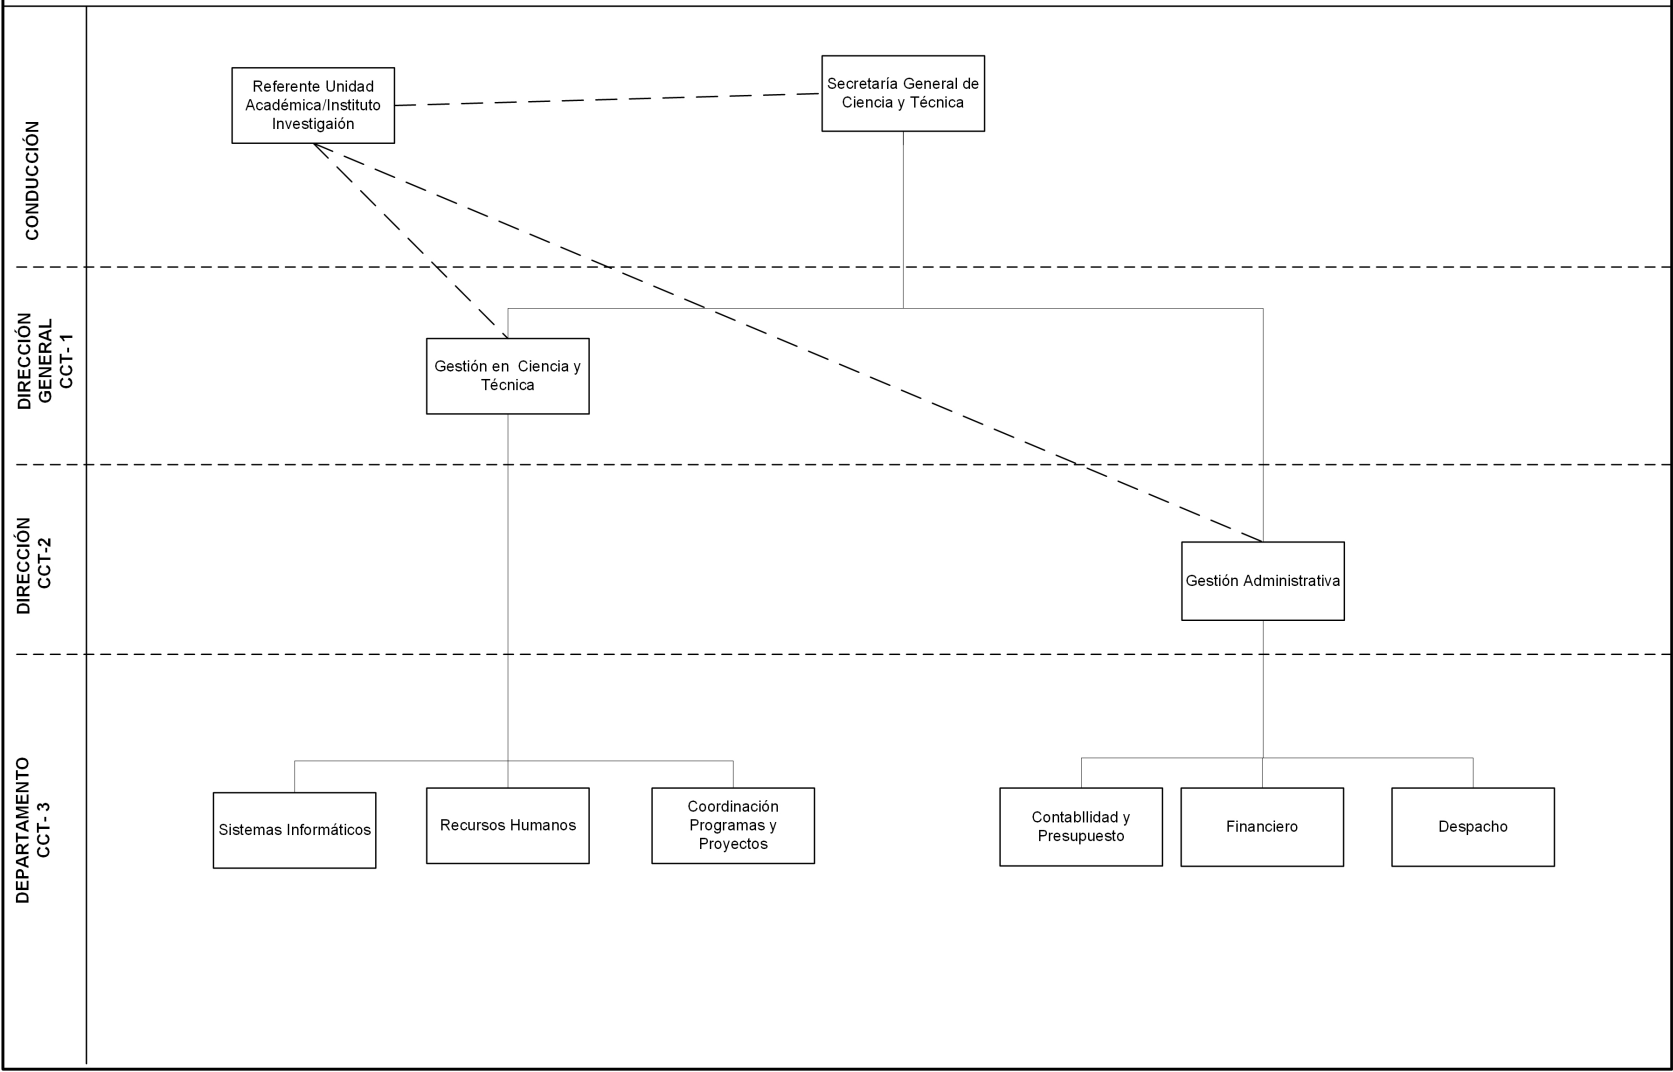 CONDUCCIÓN
Referente Unidad
Académica/Instituto
Investigaión
Secretaría General de
Ciencia y Técnica
DIRECCIÓN
GENERAL
CCT- 1
Gestión en  Ciencia y
Técnica
DIRECCIÓN
CCT-2
Gestión Administrativa
DEPARTAMENTO
CCT- 3
Sistemas Informáticos
Recursos Humanos
Coordinación
Programas y
Proyectos
Contabllidad y
Presupuesto
Financiero
Despacho